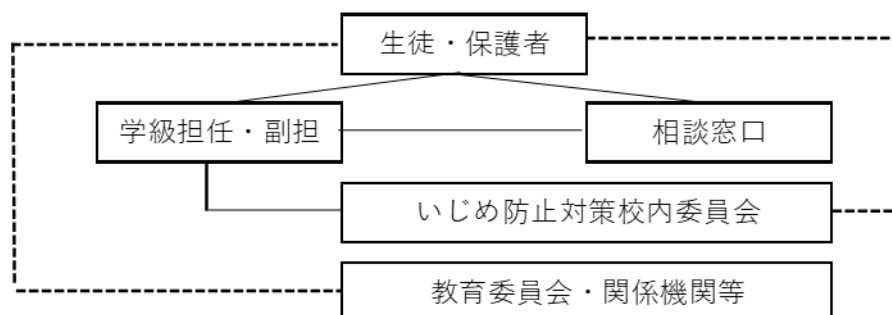 生徒・保護者
学級担任・副担
相談窓口
いじめ防止対策校内委員会
教育委員会・関係機関等